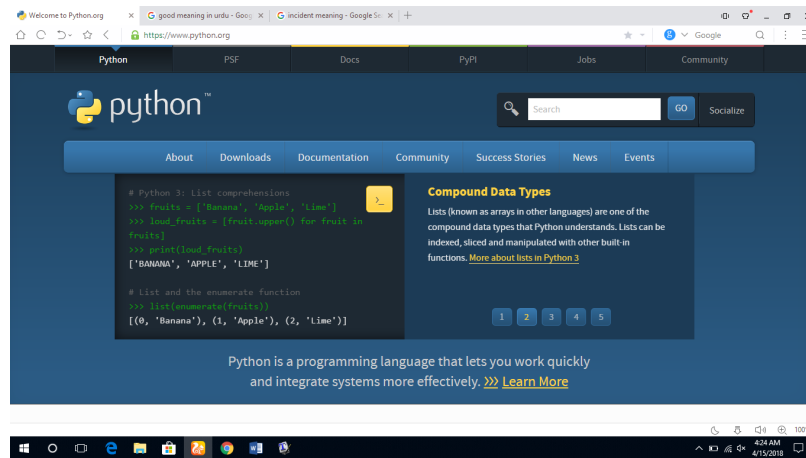 Welcome to Python.org
good meaning in urdu - Goog
incident meaning - Google Se
https://www.python.org
Google
Python PSF Docs PyPI Jobs Community
python™
Search GO Socialize
About Downloads Documentation Community Success Stories News Events
# Python 3: List comprehensions
>>> fruits = ['Banana', 'Apple', 'Lime']
>>> loud_fruits = [fruit.upper() for fruit in
fruits]
>>> print(loud_fruits)
['BANANA', 'APPLE', 'LIME']
# List and the enumerate function
>>> list(enumerate(fruits))
[(0, 'Banana'), (1, 'Apple'), (2, 'Lime')]
>_
Compound Data Types
Lists (known as arrays in other languages) are one of the
compound data types that Python understands. Lists can be
indexed, sliced and manipulated with other built-in
functions. More about lists in Python 3
1 2 3 4 5
Python is a programming language that lets you work quickly
and integrate systems more effectively. >>> Learn More
100
4:24 AM
4/15/2018